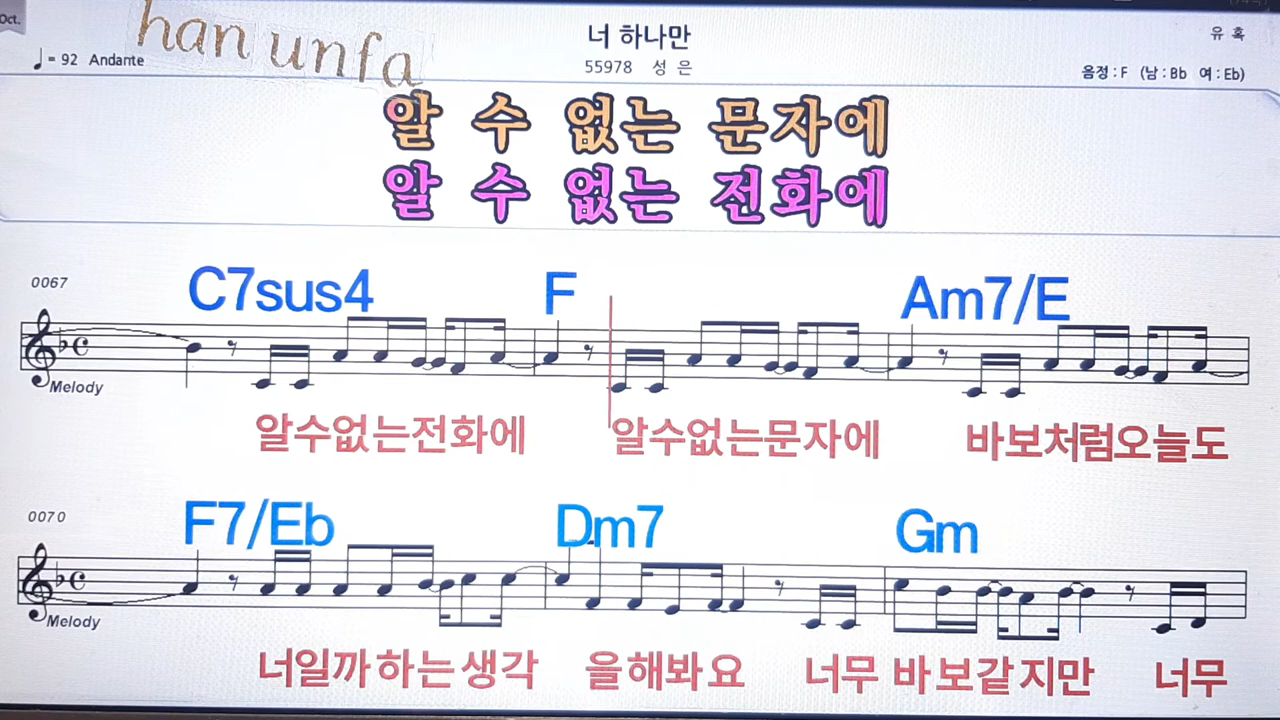 Oct.
han unfa
너 하나만
유 혹
♩= 92 Andante
55978 성 은
음정 : F (남 : Bb 여 : Eb)
알 수 없는 문자에
알 수 없는 전화에
0067
C7sus4 F Am7/E
Melody
알수없는전화에 알수없는문자에 바보처럼오늘도
0070
F7/Eb Dm7 Gm
Melody
너일까하는생각 을해봐요 너무 바보같지만 너무